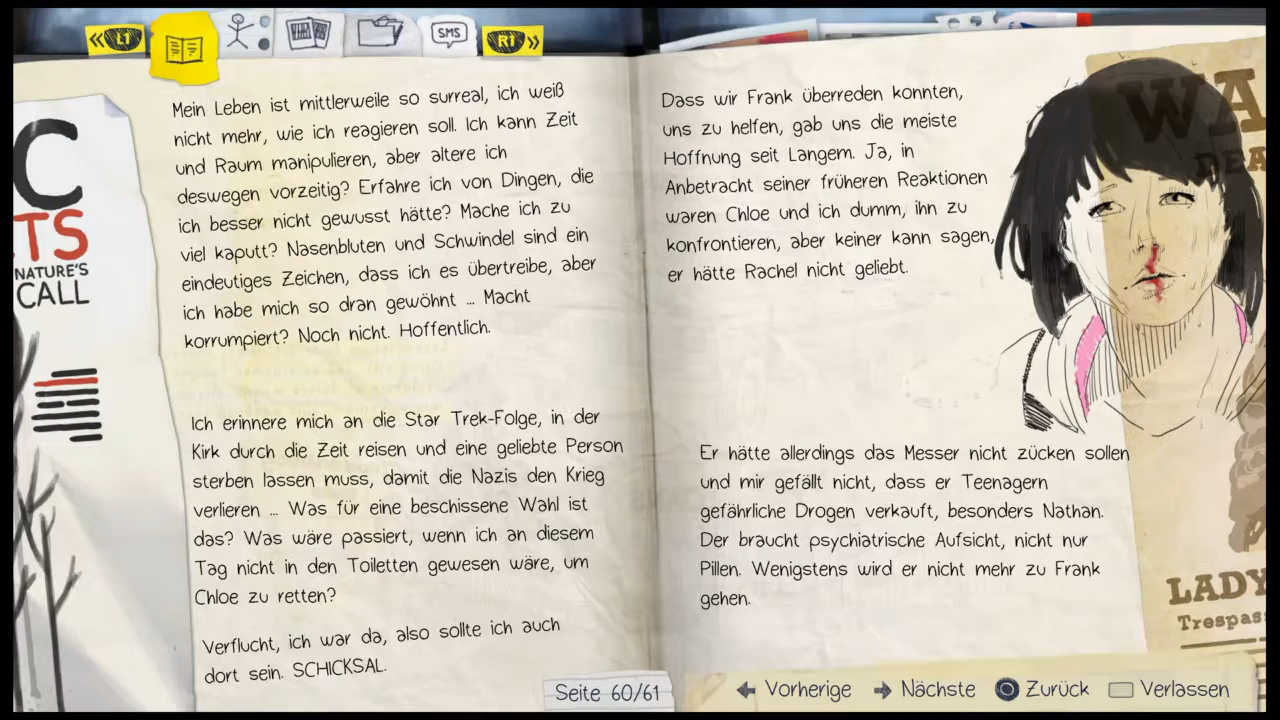 L1
SMS
R1
C
TS
NATURE'S
CALL
Mein Leben ist mittlerweile so surreal, ich weiß
nicht mehr, wie ich reagieren soll. Ich kann Zeit
und Raum manipulieren, aber altere ich
deswegen vorzeitig? Erfahre ich von Dingen, die
ich besser nicht gewusst hätte? Mache ich zu
viel kaputt? Nasenbluten und Schwindel sind ein
eindeutiges Zeichen, dass ich es übertreibe, aber
ich habe mich so dran gewöhnt ... Macht
korrumpiert? Noch nicht. Hoffentlich.
Ich erinnere mich an die Star Trek-Folge, in der
Kirk durch die Zeit reisen und eine geliebte Person
sterben lassen muss, damit die Nazis den Krieg
verlieren ... Was für eine beschissene Wahl ist
das? Was wäre passiert, wenn ich an diesem
Tag nicht in den Toiletten gewesen wäre, um
Chloe zu retten?
Verflucht, ich war da, also sollte ich auch
dort sein. SCHICKSAL.
Dass wir Frank überreden konnten,
uns zu helfen, gab uns die meiste
Hoffnung seit Langem. Ja, in
Anbetracht seiner früheren Reaktionen
waren Chloe und ich dumm, ihn zu
konfrontieren, aber keiner kann sagen,
er hätte Rachel nicht geliebt.
Er hätte allerdings das Messer nicht zücken sollen
und mir gefällt nicht, dass er Teenagern
gefährliche Drogen verkauft, besonders Nathan.
Der braucht psychiatrische Aufsicht, nicht nur
Pillen. Wenigstens wird er nicht mehr zu Frank
gehen.
WA
DEA
LADY
Trespas
Seite 60/61
Vorherige
Nächste
Zurück
Verlassen